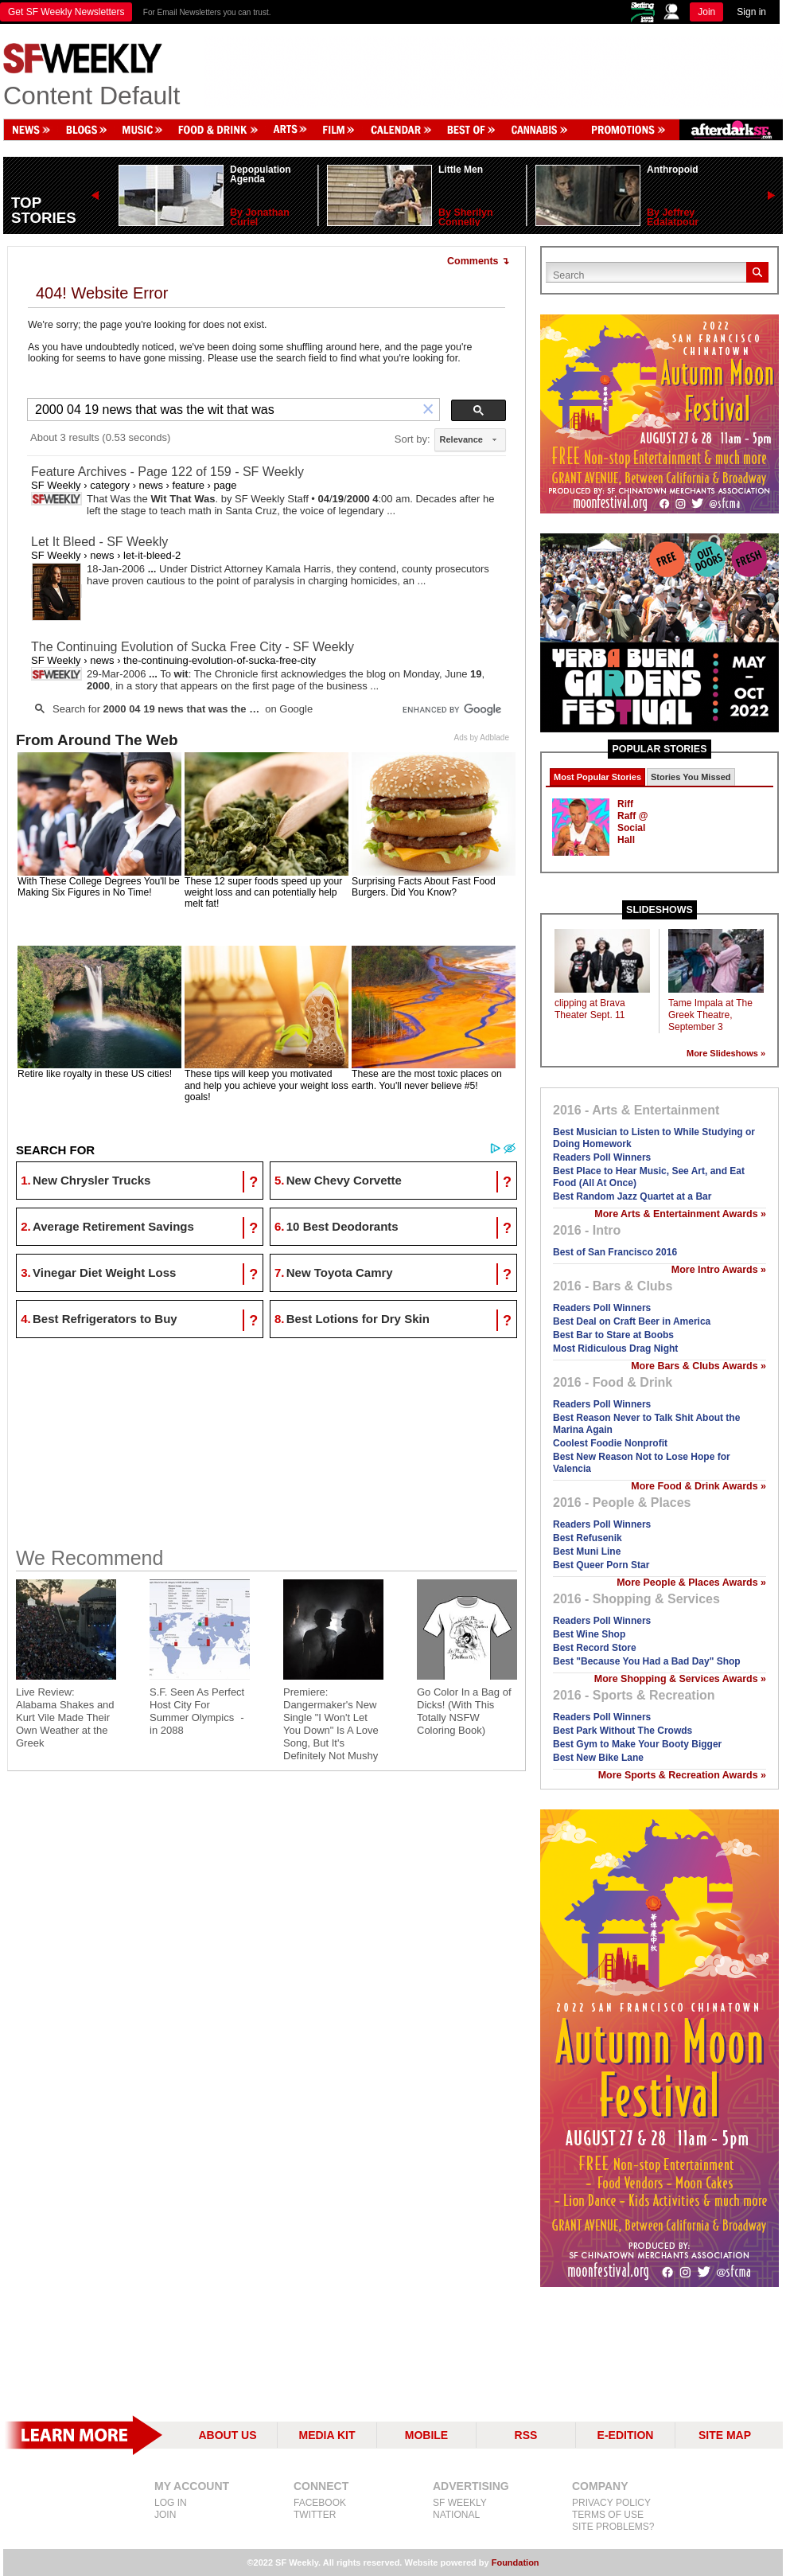 Get SF Weekly Newsletters
For Email Newsletters you can trust.
Join
Sign in
SFWEEKLY
Content Default
NEWS »
BLOGS »
MUSIC »
FOOD & DRINK »
ARTS »
FILM »
CALENDAR »
BEST OF »
CANNABIS »
PROMOTIONS »
afterdarkSF.com
TOP
STORIES
Depopulation
Agenda
By Jonathan
Curiel
Little Men
By Sherilyn
Connelly
Anthropoid
By Jeffrey
Edalatpour
Comments ↴
404! Website Error
We're sorry; the page you're looking for does not exist.
As you have undoubtedly noticed, we've been doing some shuffling around here, and the page you're
looking for seems to have gone missing. Please use the search field to find what you're looking for.
2000 04 19 news that was the wit that was
About 3 results (0.53 seconds)
Sort by:
Relevance
Feature Archives - Page 122 of 159 - SF Weekly
SF Weekly › category › news › feature › page
SFWEEKLY
That Was the Wit That Was. by SF Weekly Staff • 04/19/2000 4:00 am. Decades after he
left the stage to teach math in Santa Cruz, the voice of legendary ...
Let It Bleed - SF Weekly
SF Weekly › news › let-it-bleed-2
18-Jan-2006 ... Under District Attorney Kamala Harris, they contend, county prosecutors
have proven cautious to the point of paralysis in charging homicides, an ...
The Continuing Evolution of Sucka Free City - SF Weekly
SF Weekly › news › the-continuing-evolution-of-sucka-free-city
SFWEEKLY
29-Mar-2006 ... To wit: The Chronicle first acknowledges the blog on Monday, June 19,
2000, in a story that appears on the first page of the business ...
Search for 2000 04 19 news that was the … on Google
ENHANCED BY Google
From Around The Web
Ads by Adblade
With These College Degrees You'll be
Making Six Figures in No Time!
These 12 super foods speed up your
weight loss and can potentially help
melt fat!
Surprising Facts About Fast Food
Burgers. Did You Know?
Retire like royalty in these US cities!
These tips will keep you motivated
and help you achieve your weight loss
goals!
These are the most toxic places on
earth. You'll never believe #5!
SEARCH FOR
1. New Chrysler Trucks ?
5. New Chevy Corvette ?
2. Average Retirement Savings ?
6. 10 Best Deodorants ?
3. Vinegar Diet Weight Loss ?
7. New Toyota Camry ?
4. Best Refrigerators to Buy ?
8. Best Lotions for Dry Skin ?
We Recommend
Live Review:
Alabama Shakes and
Kurt Vile Made Their
Own Weather at the
Greek
S.F. Seen As Perfect
Host City For
Summer Olympics -
in 2088
Premiere:
Dangermaker's New
Single "I Won't Let
You Down" Is A Love
Song, But It's
Definitely Not Mushy
Go Color In a Bag of
Dicks! (With This
Totally NSFW
Coloring Book)
Search
2022
SAN FRANCISCO
CHINATOWN
Autumn Moon
Festival
AUGUST 27 & 28 11am - 5pm
FREE Non-stop Entertainment & much more
GRANT AVENUE, Between California & Broadway
PRODUCED BY: SF CHINATOWN MERCHANTS ASSOCIATION
moonfestival.org @sfcma
FREE
OUT DOORS
FRESH
YERBA BUENA
GARDENS
FESTIVAL
MAY –
OCT
2022
POPULAR STORIES
Most Popular Stories
Stories You Missed
Riff
Raff @
Social
Hall
SLIDESHOWS
clipping at Brava
Theater Sept. 11
Tame Impala at The
Greek Theatre,
September 3
More Slideshows »
2016 - Arts & Entertainment
Best Musician to Listen to While Studying or
Doing Homework
Readers Poll Winners
Best Place to Hear Music, See Art, and Eat
Food (All At Once)
Best Random Jazz Quartet at a Bar
More Arts & Entertainment Awards »
2016 - Intro
Best of San Francisco 2016
More Intro Awards »
2016 - Bars & Clubs
Readers Poll Winners
Best Deal on Craft Beer in America
Best Bar to Stare at Boobs
Most Ridiculous Drag Night
More Bars & Clubs Awards »
2016 - Food & Drink
Readers Poll Winners
Best Reason Never to Talk Shit About the
Marina Again
Coolest Foodie Nonprofit
Best New Reason Not to Lose Hope for
Valencia
More Food & Drink Awards »
2016 - People & Places
Readers Poll Winners
Best Refusenik
Best Muni Line
Best Queer Porn Star
More People & Places Awards »
2016 - Shopping & Services
Readers Poll Winners
Best Wine Shop
Best Record Store
Best "Because You Had a Bad Day" Shop
More Shopping & Services Awards »
2016 - Sports & Recreation
Readers Poll Winners
Best Park Without The Crowds
Best Gym to Make Your Booty Bigger
Best New Bike Lane
More Sports & Recreation Awards »
2022 SAN FRANCISCO CHINATOWN
Autumn Moon
Festival
AUGUST 27 & 28 11am - 5pm
FREE Non-stop Entertainment
– Food Vendors – Moon Cakes
– Lion Dance – Kids Activities & much more
GRANT AVENUE, Between California & Broadway
PRODUCED BY:
SF CHINATOWN MERCHANTS ASSOCIATION
moonfestival.org @sfcma
LEARN MORE
ABOUT US
MEDIA KIT
MOBILE
RSS
E-EDITION
SITE MAP
MY ACCOUNT
LOG IN
JOIN
CONNECT
FACEBOOK
TWITTER
ADVERTISING
SF WEEKLY
NATIONAL
COMPANY
PRIVACY POLICY
TERMS OF USE
SITE PROBLEMS?
©2022 SF Weekly. All rights reserved. Website powered by Foundation